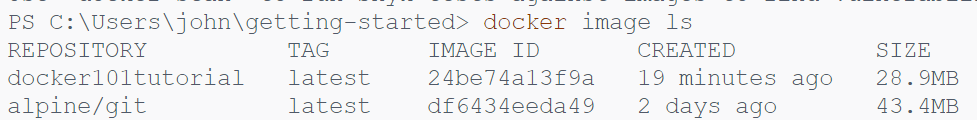 PS C:\Users\john\getting-started> docker image ls
REPOSITORY TAG IMAGE ID CREATED SIZE
docker101tutorial latest 24be74a13f9a 19 minutes ago 28.9MB
alpine/git latest df6434eeda49 2 days ago 43.4MB